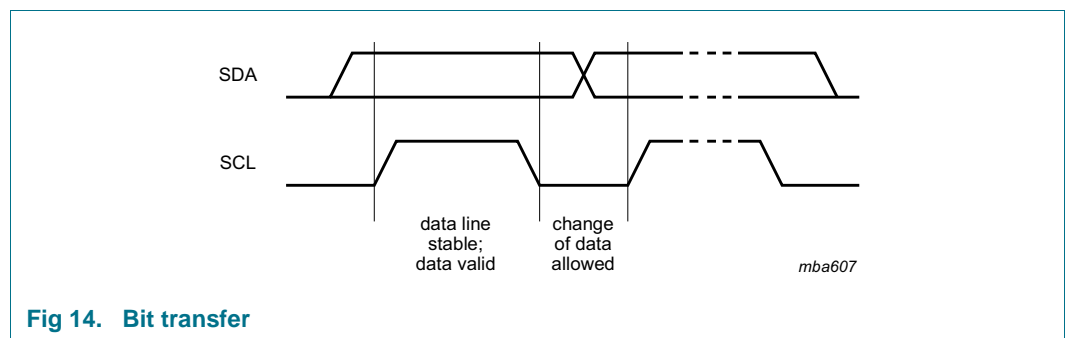 SDA
SCL
data line
stable;
data valid
change
of data
allowed
mba607
Fig 14. Bit transfer